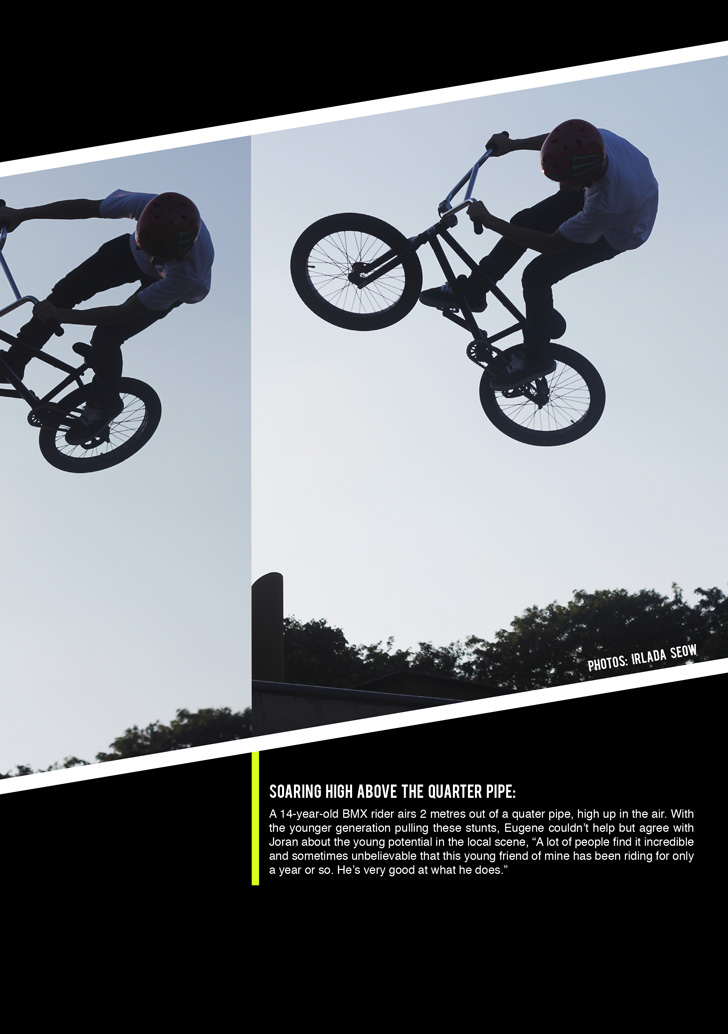 PHOTOS: IRLADA SEOW
SOARING HIGH ABOVE THE QUARTER PIPE:
A 14-year-old BMX rider airs 2 metres out of a quater pipe, high up in the air. With
the younger generation pulling these stunts, Eugene couldn't help but agree with
Joran about the young potential in the local scene, “A lot of people find it incredible
and sometimes unbelievable that this young friend of mine has been riding for only
a year or so. He's very good at what he does.”